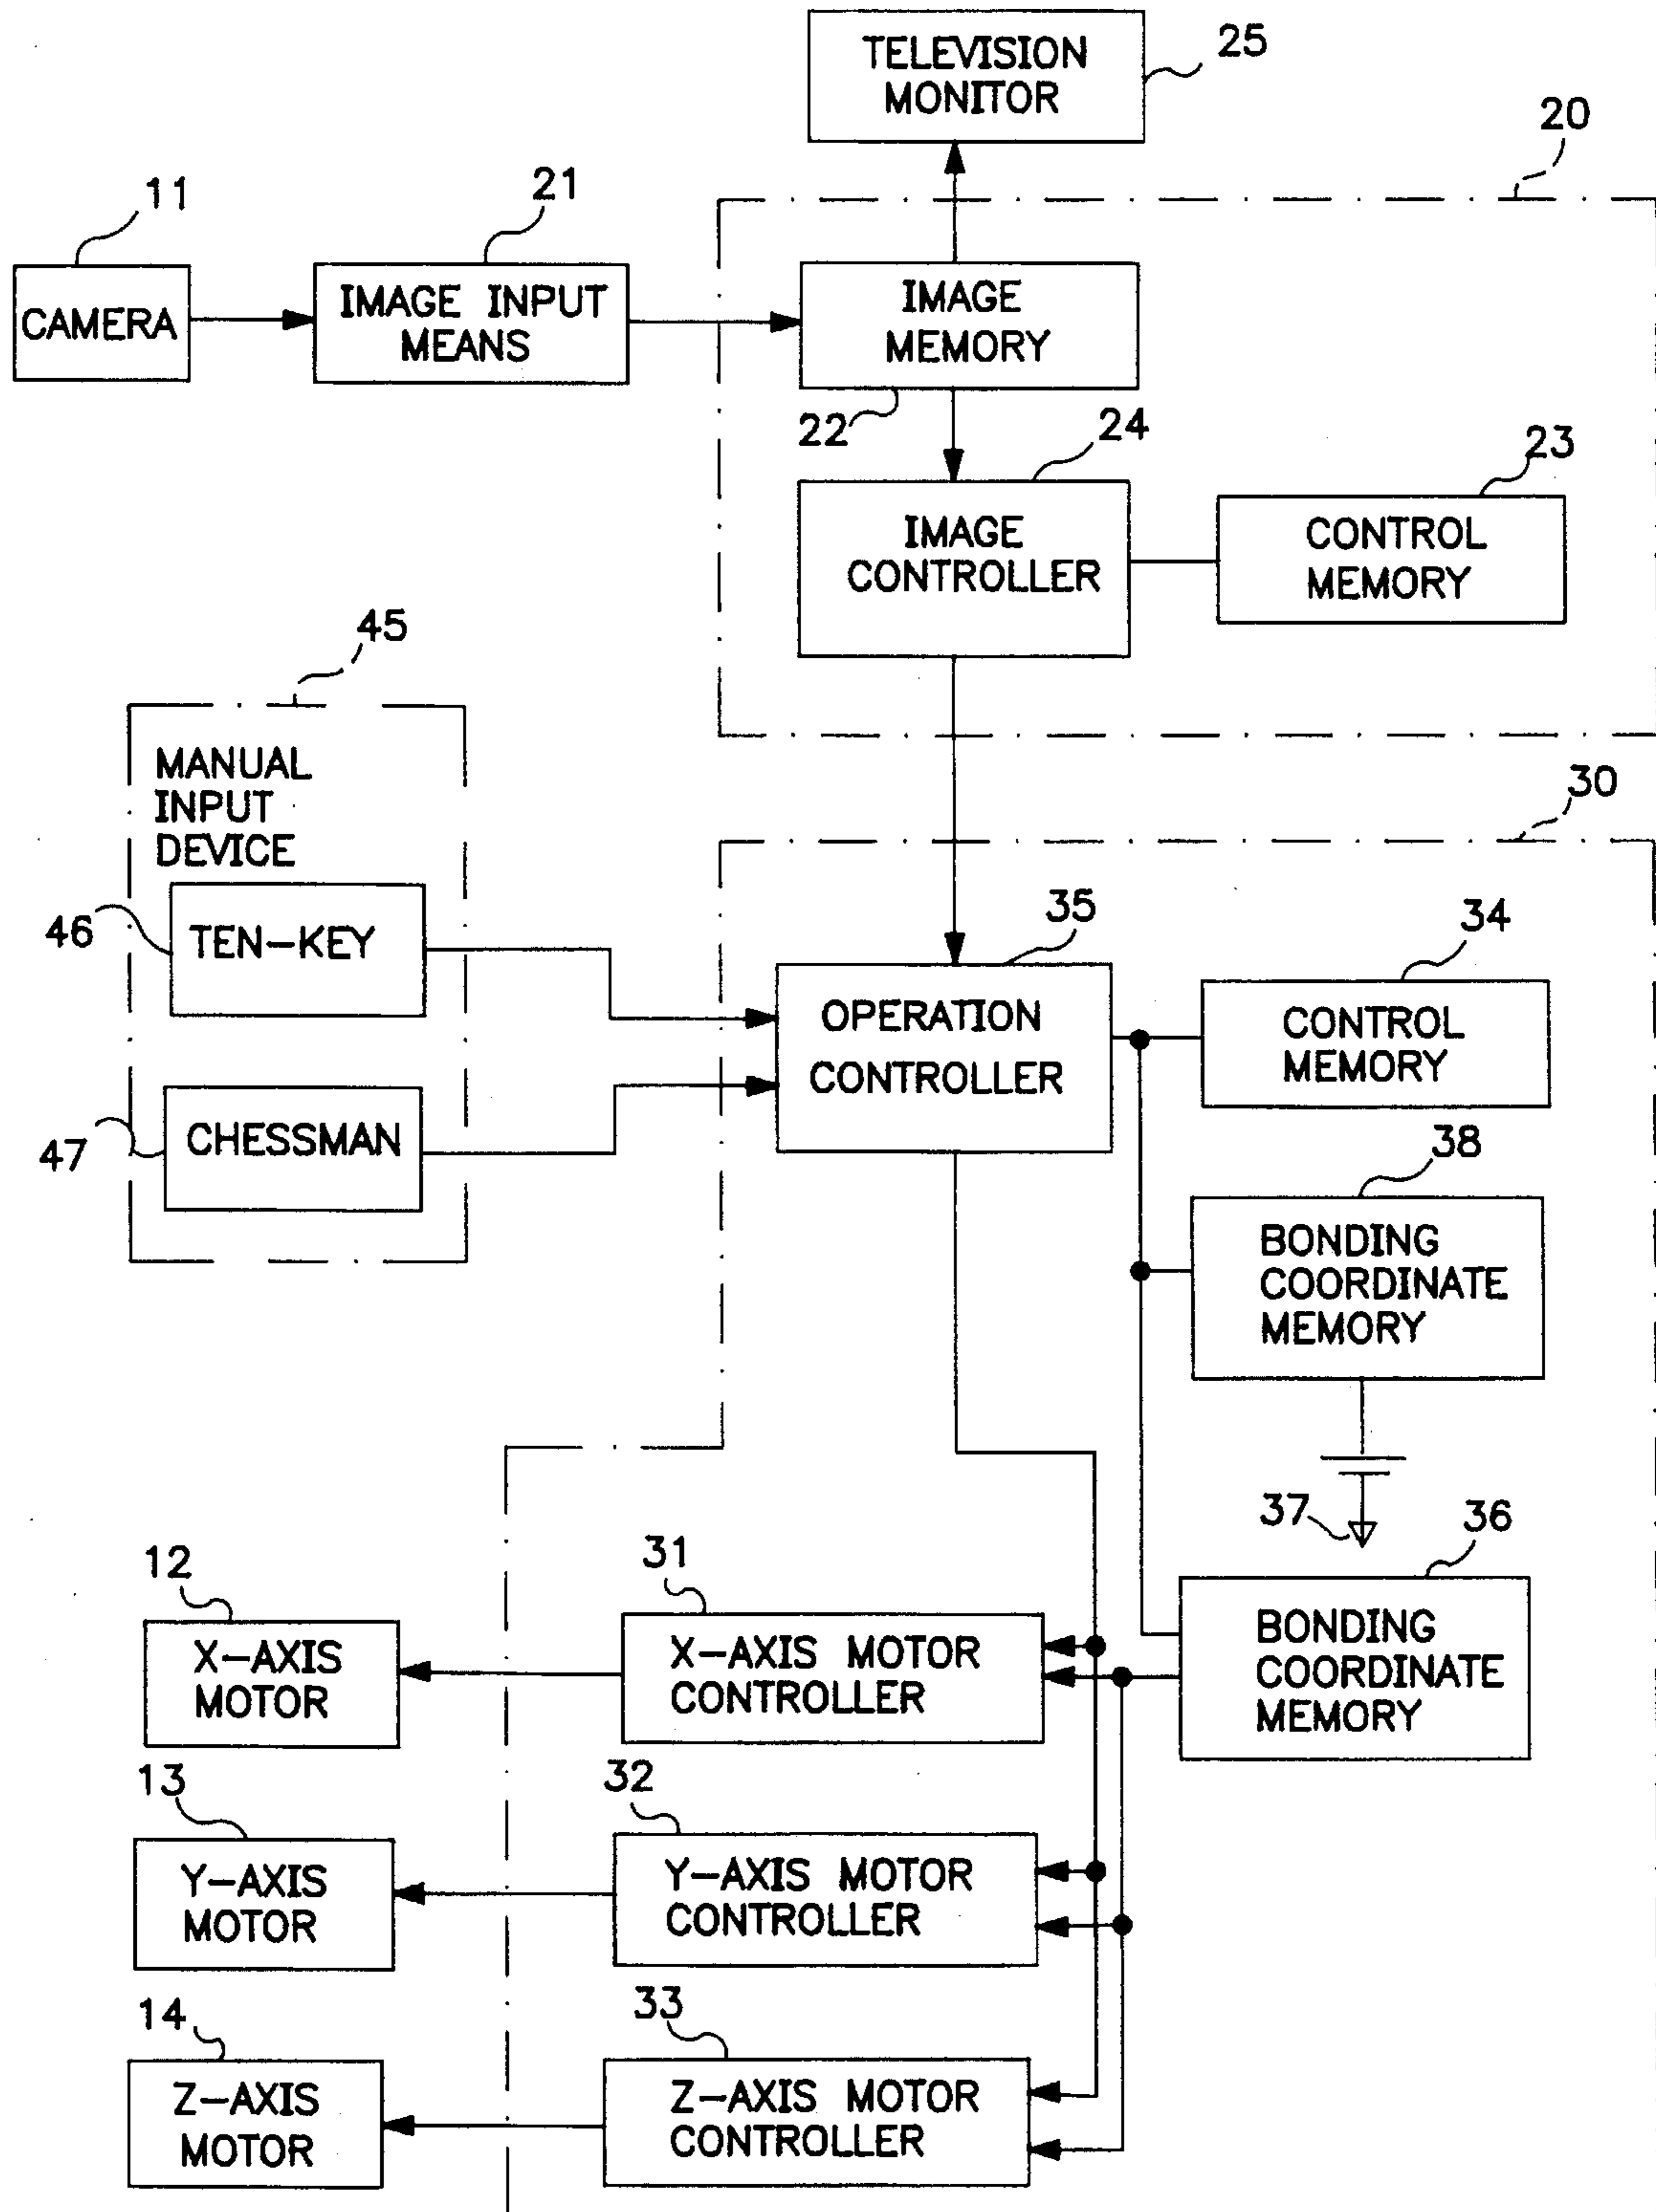 TELEVISION
MONITOR
25
20
11
21
CAMERA
IMAGE INPUT
MEANS
IMAGE
MEMORY
22
24
23
IMAGE
CONTROLLER
CONTROL
MEMORY
45
MANUAL
INPUT
DEVICE
30
46
TEN-KEY
35
34
OPERATION
CONTROLLER
CONTROL
MEMORY
47
CHESSMAN
38
BONDING
COORDINATE
MEMORY
37
36
12
31
X-AXIS
MOTOR
X-AXIS MOTOR
CONTROLLER
BONDING
COORDINATE
MEMORY
13
32
Y-AXIS
MOTOR
Y-AXIS MOTOR
CONTROLLER
14
33
Z-AXIS
MOTOR
Z-AXIS MOTOR
CONTROLLER